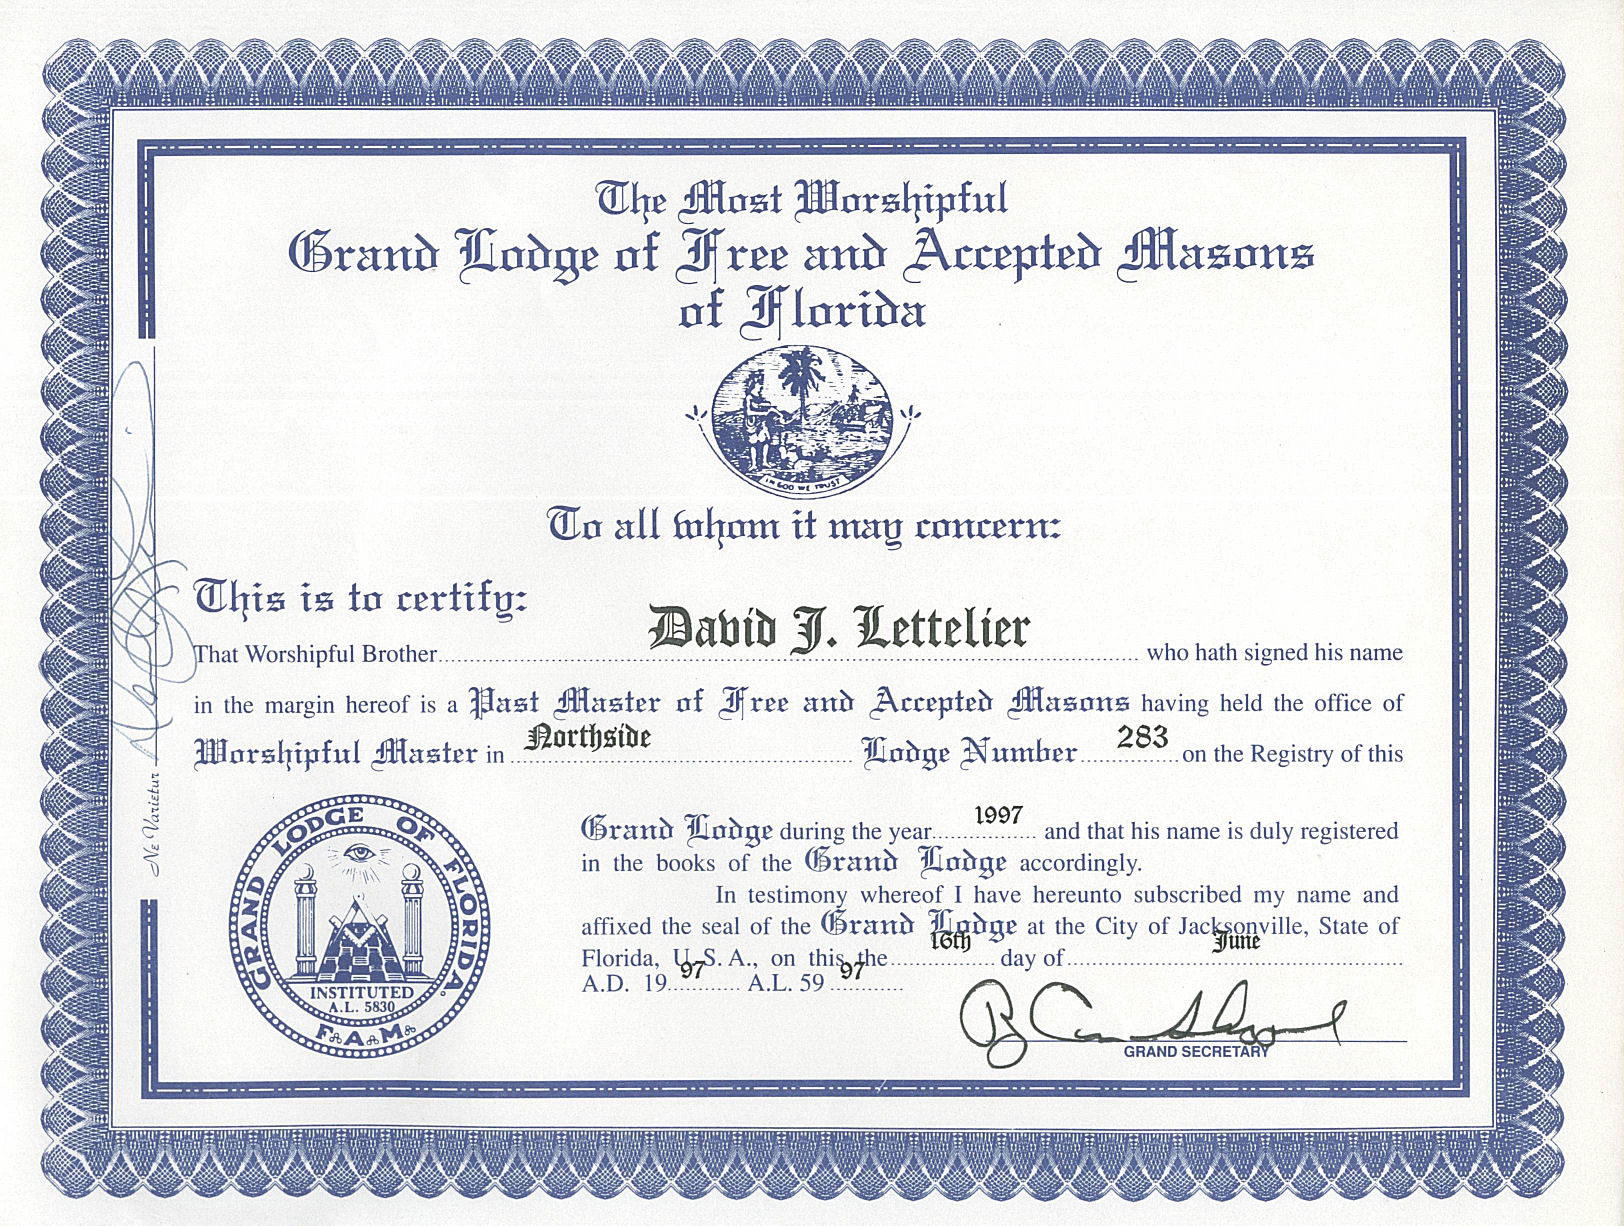 The Most Worshipful
Grand Lodge of Free and Accepted Masons
of Florida
IN GOD WE TRUST
To all whom it may concern:
This is to certify:
That Worshipful Brother David J. Lettelier who hath signed his name
in the margin hereof is a Past Master of Free and Accepted Masons having held the office of
Worshipful Master in Northside Lodge Number 283 on the Registry of this
Grand Lodge during the year 1997 and that his name is duly registered
in the books of the Grand Lodge accordingly.
In testimony whereof I have hereunto subscribed my name and
affixed the seal of the Grand Lodge at the City of Jacksonville, State of
Florida, U. S. A., on this the 16th day of June
A.D. 19 97 A.L. 59 97
GRAND SECRETARY
Ne Varietur
GRAND LODGE OF FLORIDA
INSTITUTED
A.L. 5830
F & A M